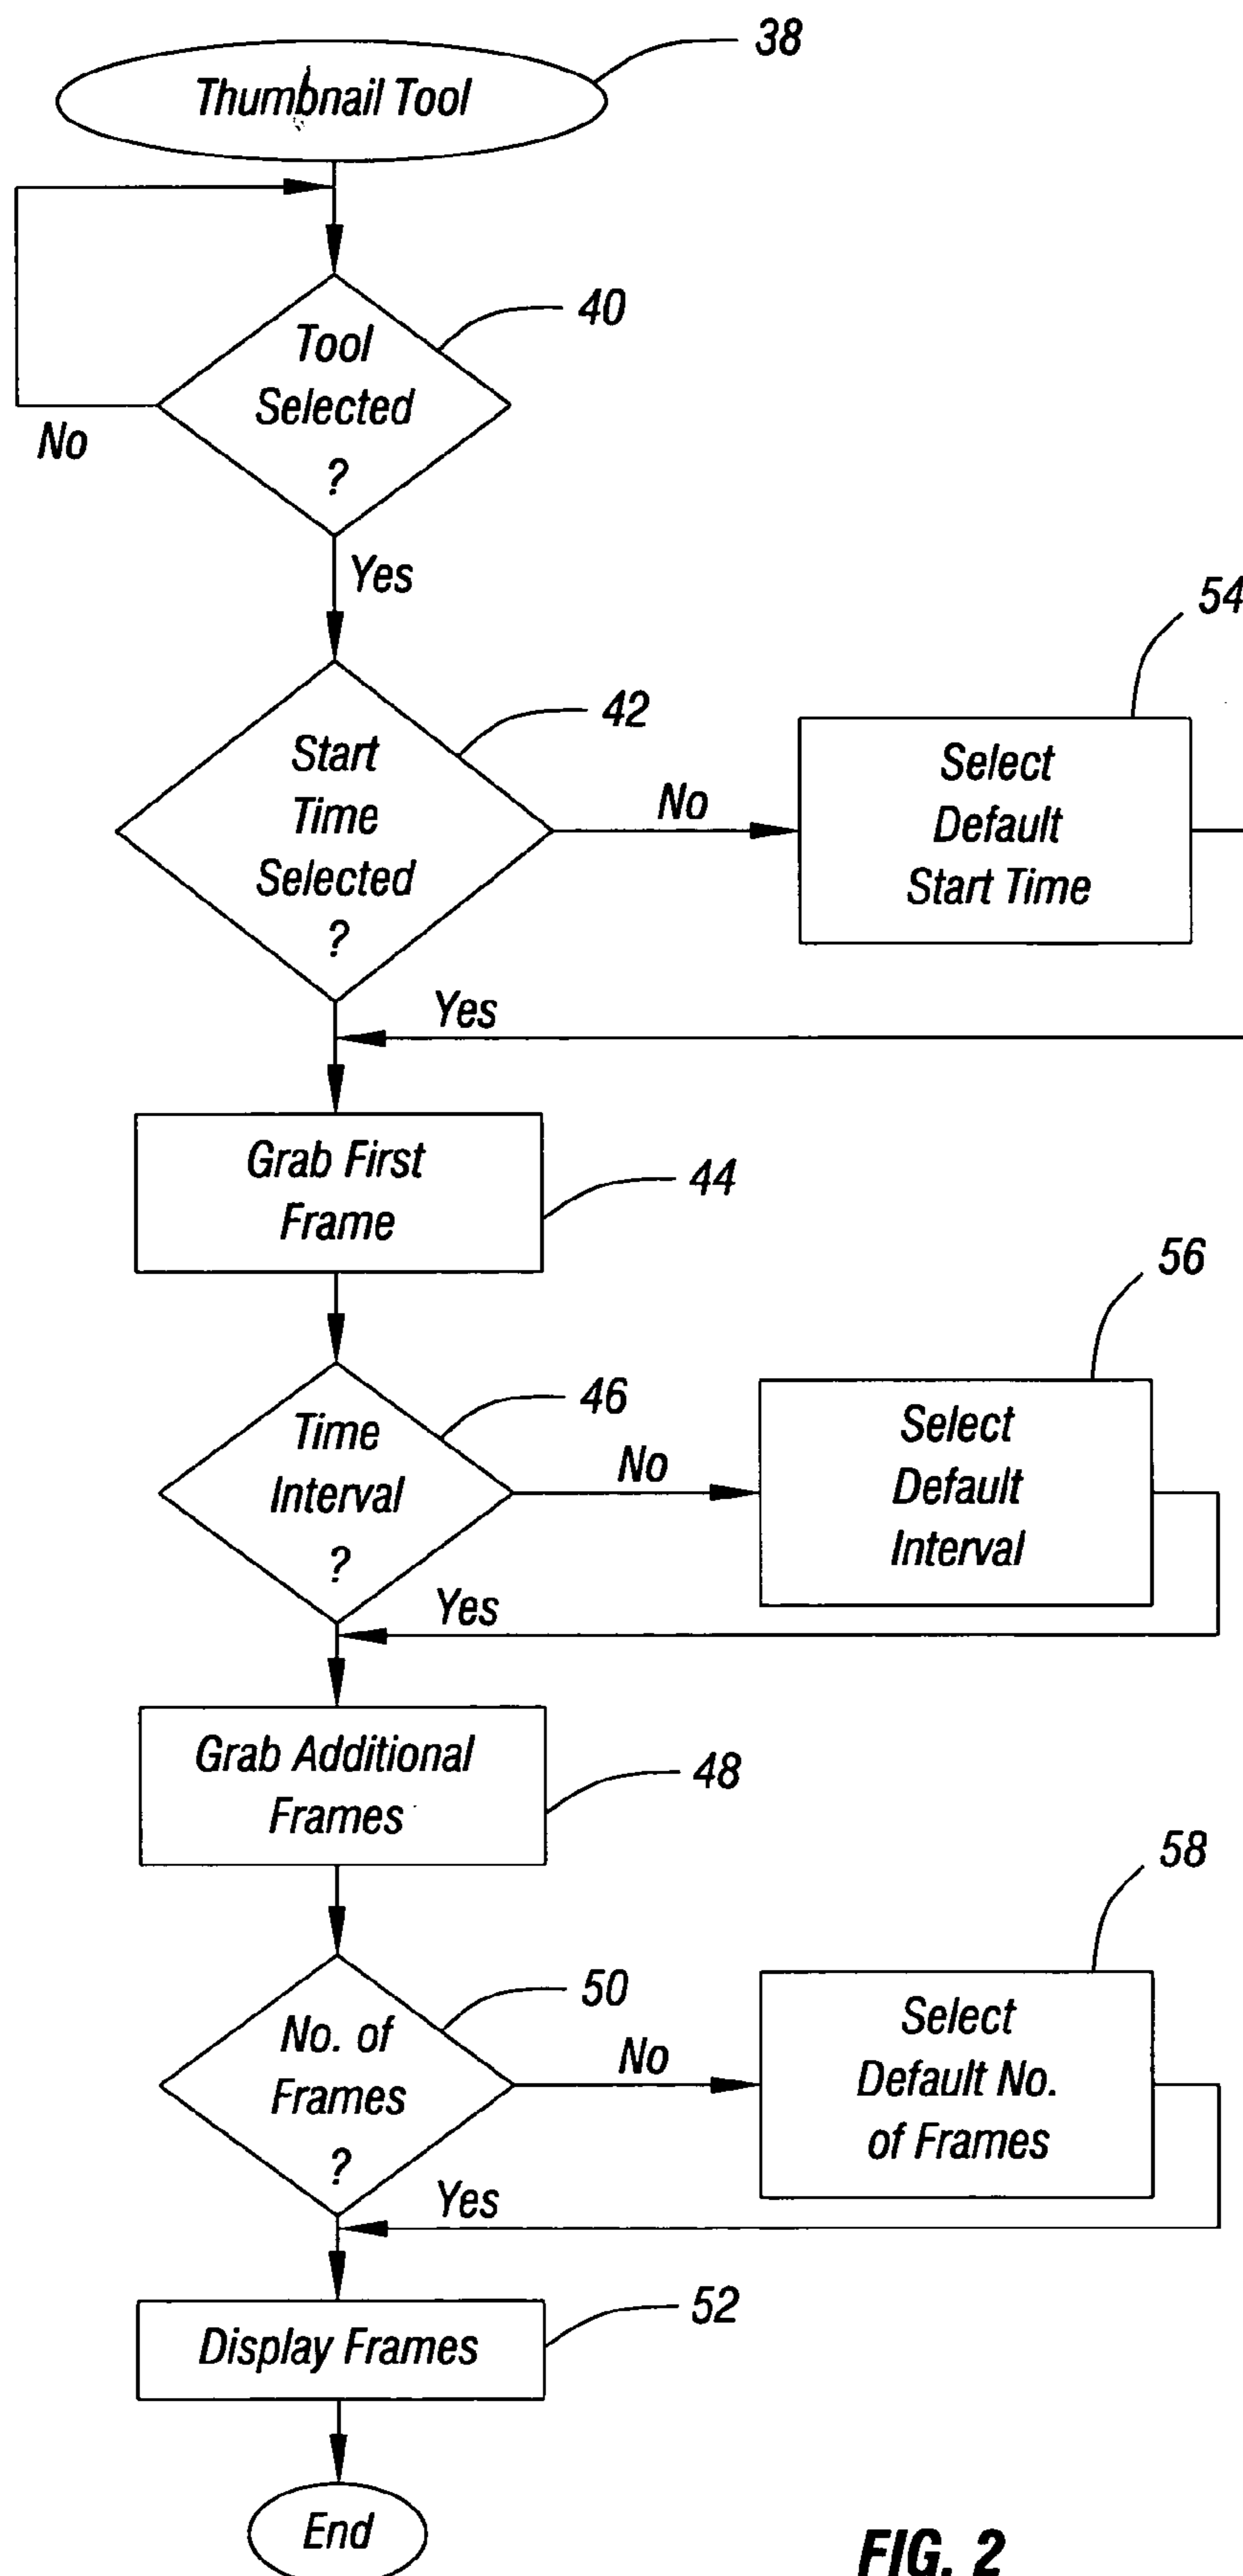 Thumbnail Tool
38
Tool
Selected
?
40
No
Yes
54
Start
Time
Selected
?
42
No
Select
Default
Start Time
Yes
Grab First
Frame
44
56
Time
Interval
?
46
No
Select
Default
Interval
Yes
Grab Additional
Frames
48
58
No. of
Frames
?
50
No
Select
Default No.
of Frames
Yes
Display Frames
52
End
FIG. 2